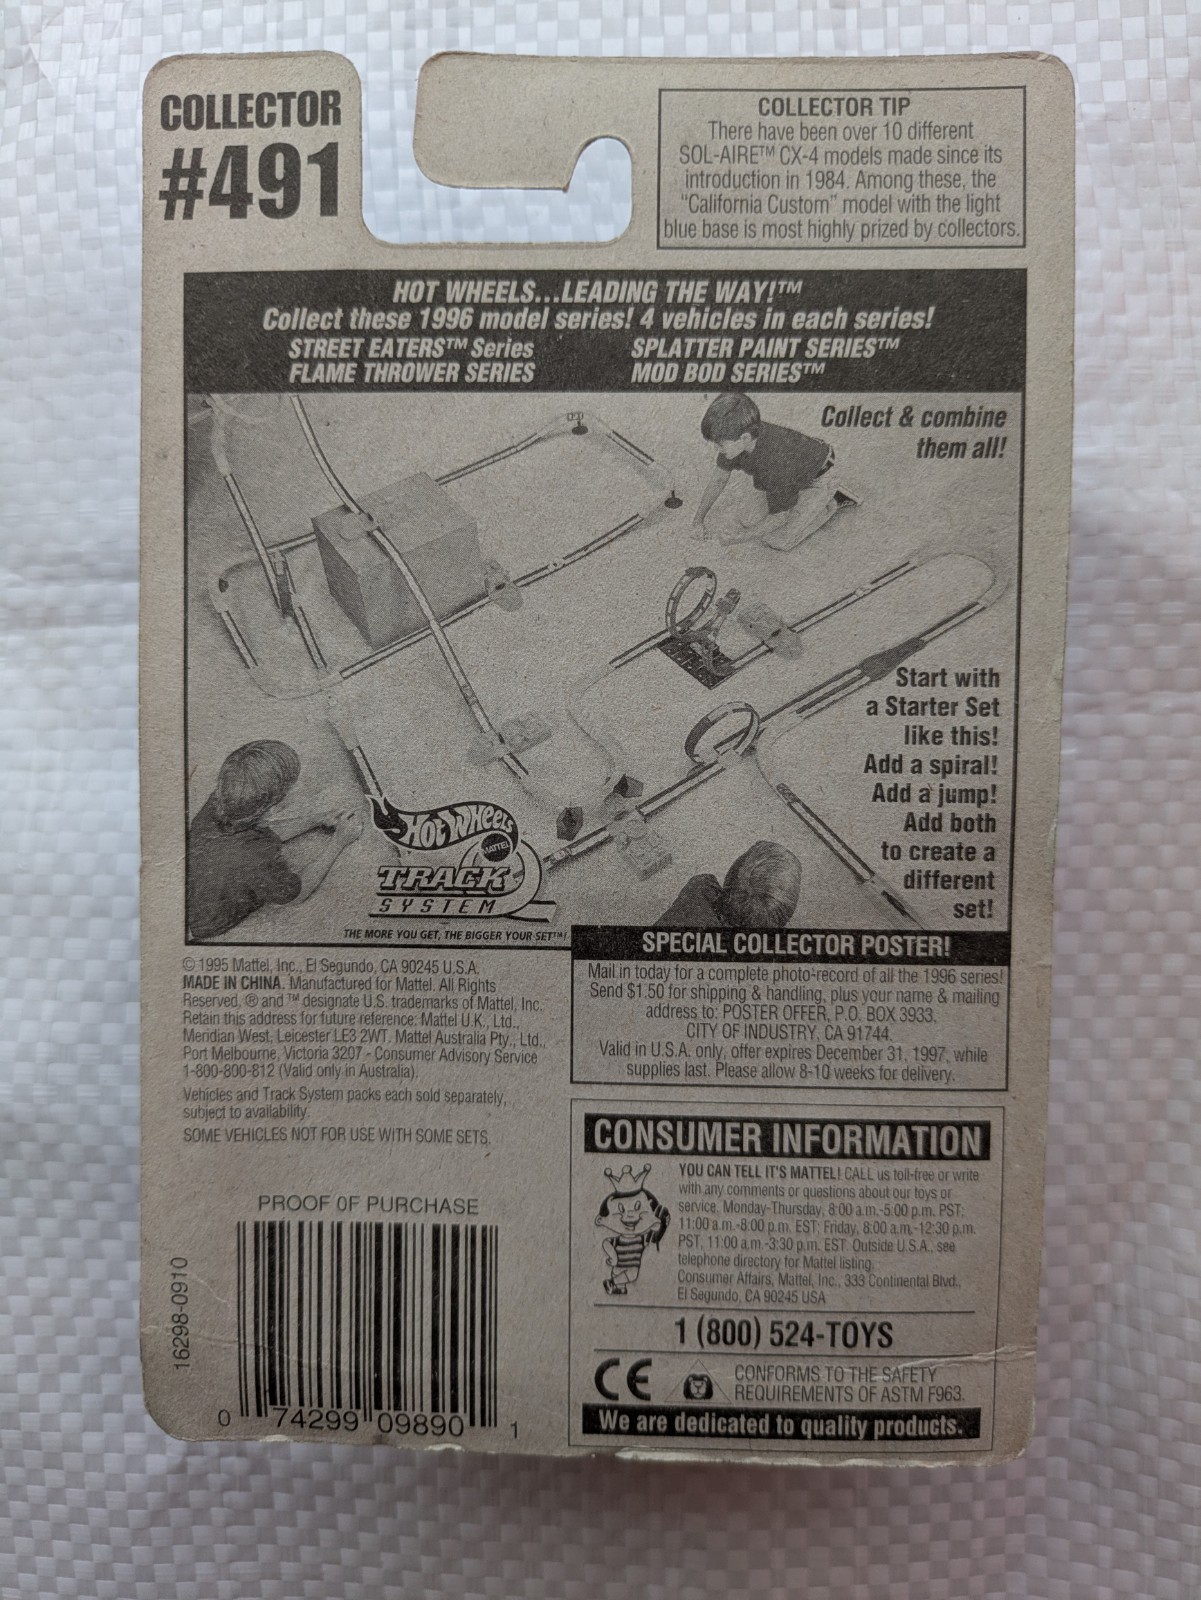 COLLECTOR
#491
COLLECTOR TIP
There have been over 10 different
SOL-AIRE™ CX-4 models made since its
introduction in 1984. Among these, the
"California Custom" model with the light
blue base is most highly prized by collectors.
HOT WHEELS...LEADING THE WAY!™
Collect these 1996 model series! 4 vehicles in each series!
STREET EATERS™ Series
SPLATTER PAINT SERIES™
FLAME THROWER SERIES
MOD BOD SERIES™
Collect & combine
them all!
Start with
a Starter Set
like this!
Add a spiral!
Add a jump!
Add both
to create a
different
set!
Hot Wheels
MATTEL
TRACK
SYSTEM
THE MORE YOU GET, THE BIGGER YOUR SET™!
© 1995 Mattel, Inc., El Segundo, CA 90245 U.S.A.
MADE IN CHINA. Manufactured for Mattel. All Rights
Reserved, ® and ™ designate U.S. trademarks of Mattel, Inc.
Retain this address for future reference: Mattel U.K., Ltd.,
Meridian West, Leicester LE3 2WT. Mattel Australia Pty., Ltd.,
Port Melbourne, Victoria 3207 - Consumer Advisory Service
1-800-800-812 (Valid only in Australia).
Vehicles and Track System packs each sold separately,
subject to availability.
SOME VEHICLES NOT FOR USE WITH SOME SETS.
SPECIAL COLLECTOR POSTER!
Mail in today for a complete photo-record of all the 1996 series!
Send $1.50 for shipping & handling, plus your name & mailing
address to: POSTER OFFER, P.O. BOX 3933,
CITY OF INDUSTRY, CA 91744.
Valid in U.S.A. only, offer expires December 31, 1997, while
supplies last. Please allow 8-10 weeks for delivery.
CONSUMER INFORMATION
YOU CAN TELL IT'S MATTEL! CALL us toll-free or write
with any comments or questions about our toys or
service, Monday-Thursday, 8:00 a.m.-5:00 p.m. PST;
11:00 a.m.-8:00 p.m. EST; Friday, 8:00 a.m.-12:30 p.m.
PST, 11:00 a.m.-3:30 p.m. EST. Outside U.S.A., see
telephone directory for Mattel listing.
Consumer Affairs, Mattel, Inc., 333 Continental Blvd.,
El Segundo, CA 90245 USA
1 (800) 524-TOYS
CE
CONFORMS TO THE SAFETY
REQUIREMENTS OF ASTM F963.
We are dedicated to quality products.
PROOF OF PURCHASE
16298-0910
0 74299 09890 1